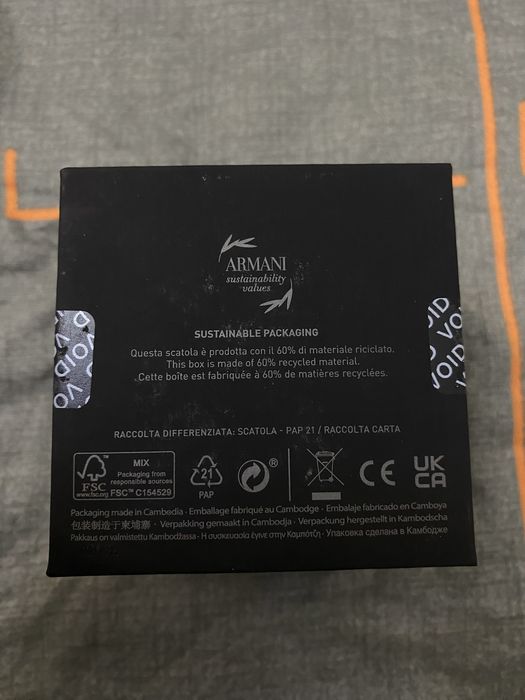 ARMANI
sustainability
values
SUSTAINABLE PACKAGING
Questa scatola è prodotta con il 60% di materiale riciclato.
This box is made of 60% recycled material.
Cette boîte est fabriquée à 60% de matières recyclées.
VOID
VOID
VOID
VOID
RACCOLTA DIFFERENZIATA: SCATOLA - PAP 21 / RACCOLTA CARTA
FSC
www.fsc.org
MIX
Packaging from
responsible sources
FSC™ C154529
21
PAP
®
CE
UK
CA
Packaging made in Cambodia · Emballage fabriqué au Cambodge · Embalaje fabricado en Camboya
包装制造于柬埔寨 · Verpakking gemaakt in Cambodja · Verpackung hergestellt in Kambodscha
Pakkaus on valmistettu Kambodžassa · Η συσκευασία έγινε στην Καμπότζη · Упаковка сделана в Камбодже